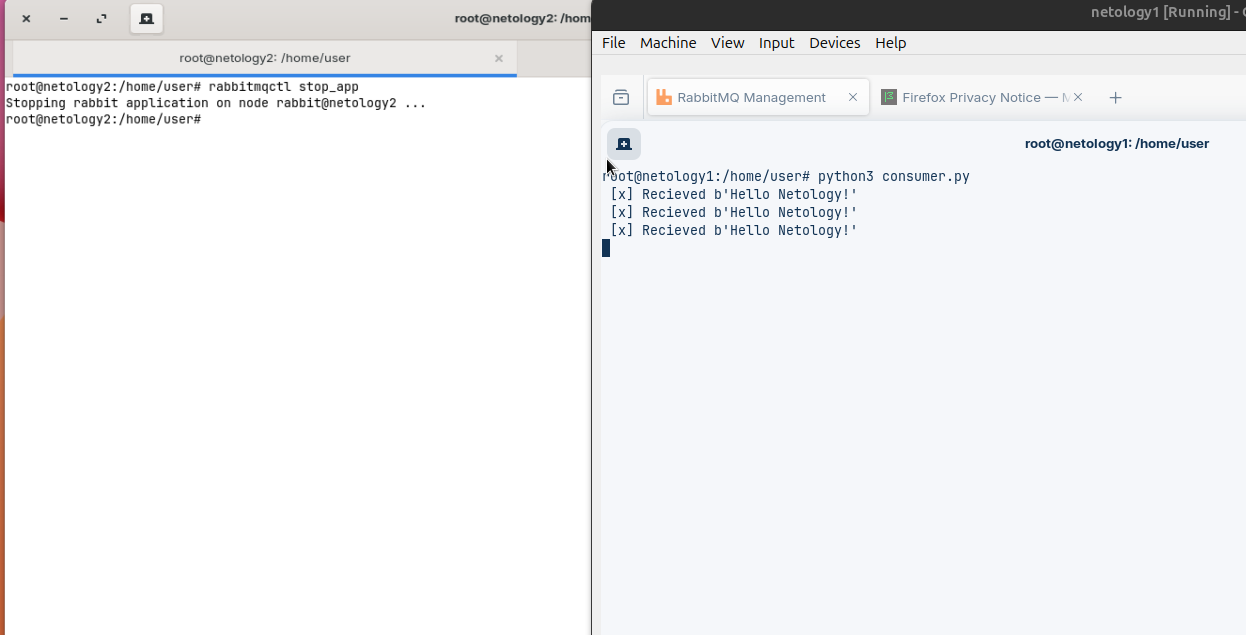 root@netology2: /hom
root@netology2: /home/user
root@netology2:/home/user# rabbitmqctl stop_app
Stopping rabbit application on node rabbit@netology2 ...
root@netology2:/home/user#
netology1 [Running] -
File Machine View Input Devices Help
RabbitMQ Management
Firefox Privacy Notice —
root@netology1: /home/user
root@netology1:/home/user# python3 consumer.py
[x] Recieved b'Hello Netology!'
[x] Recieved b'Hello Netology!'
[x] Recieved b'Hello Netology!'